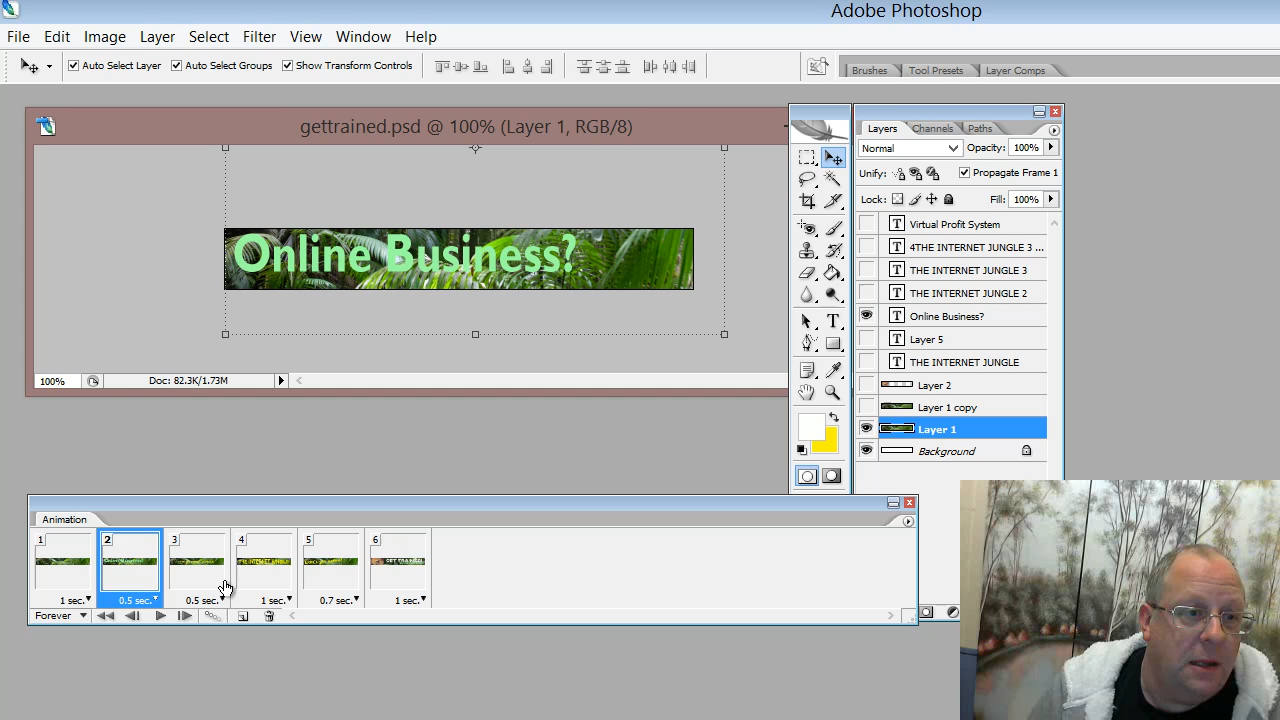 Adobe Photoshop
File Edit Image Layer Select Filter View Window Help
Auto Select Layer Auto Select Groups Show Transform Controls
Brushes Tool Presets Layer Comps
gettramed.psd @ 100% (Layer 1, RGB/8)
Online Business?
100% Doc: 82.3K/1.73M
Layers Channels Paths
Normal Opacity: 100%
Unify: Propagate Frame 1
Lock: Fill: 100%
T Virtual Profit System
T 4THE INTERNET JUNGLE 3 ...
T THE INTERNET JUNGLE 3
T THE INTERNET JUNGLE 2
T Online Business?
T Layer 5
T THE INTERNET JUNGLE
Layer 2
Layer 1 copy
Layer 1
Background
Animation
1 2 3 4 5 6
THE INTERNET JUNGLE
1 sec. 0.5 sec. 0.5 sec. 1 sec. 0.7 sec. 1 sec.
Forever